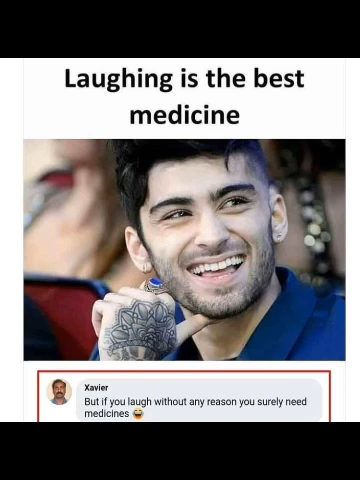 Laughing is the best
medicine
Xavier
But if you laugh without any reason you surely need
medicines 😂